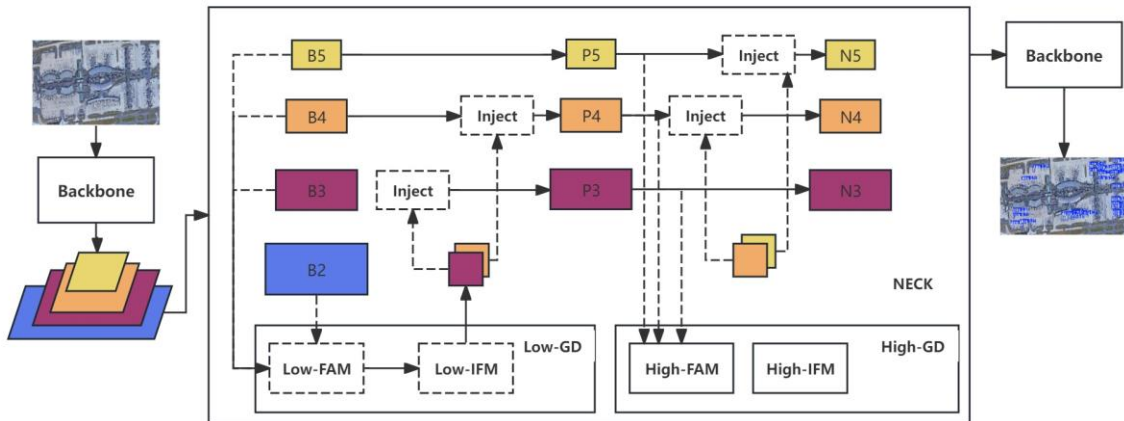 B5
P5
Inject
N5
Backbone
B4
Inject
P4
Inject
N4
Backbone
B3
Inject
P3
N3
B2
NECK
Low-GD
High-GD
Low-FAM
Low-IFM
High-FAM
High-IFM